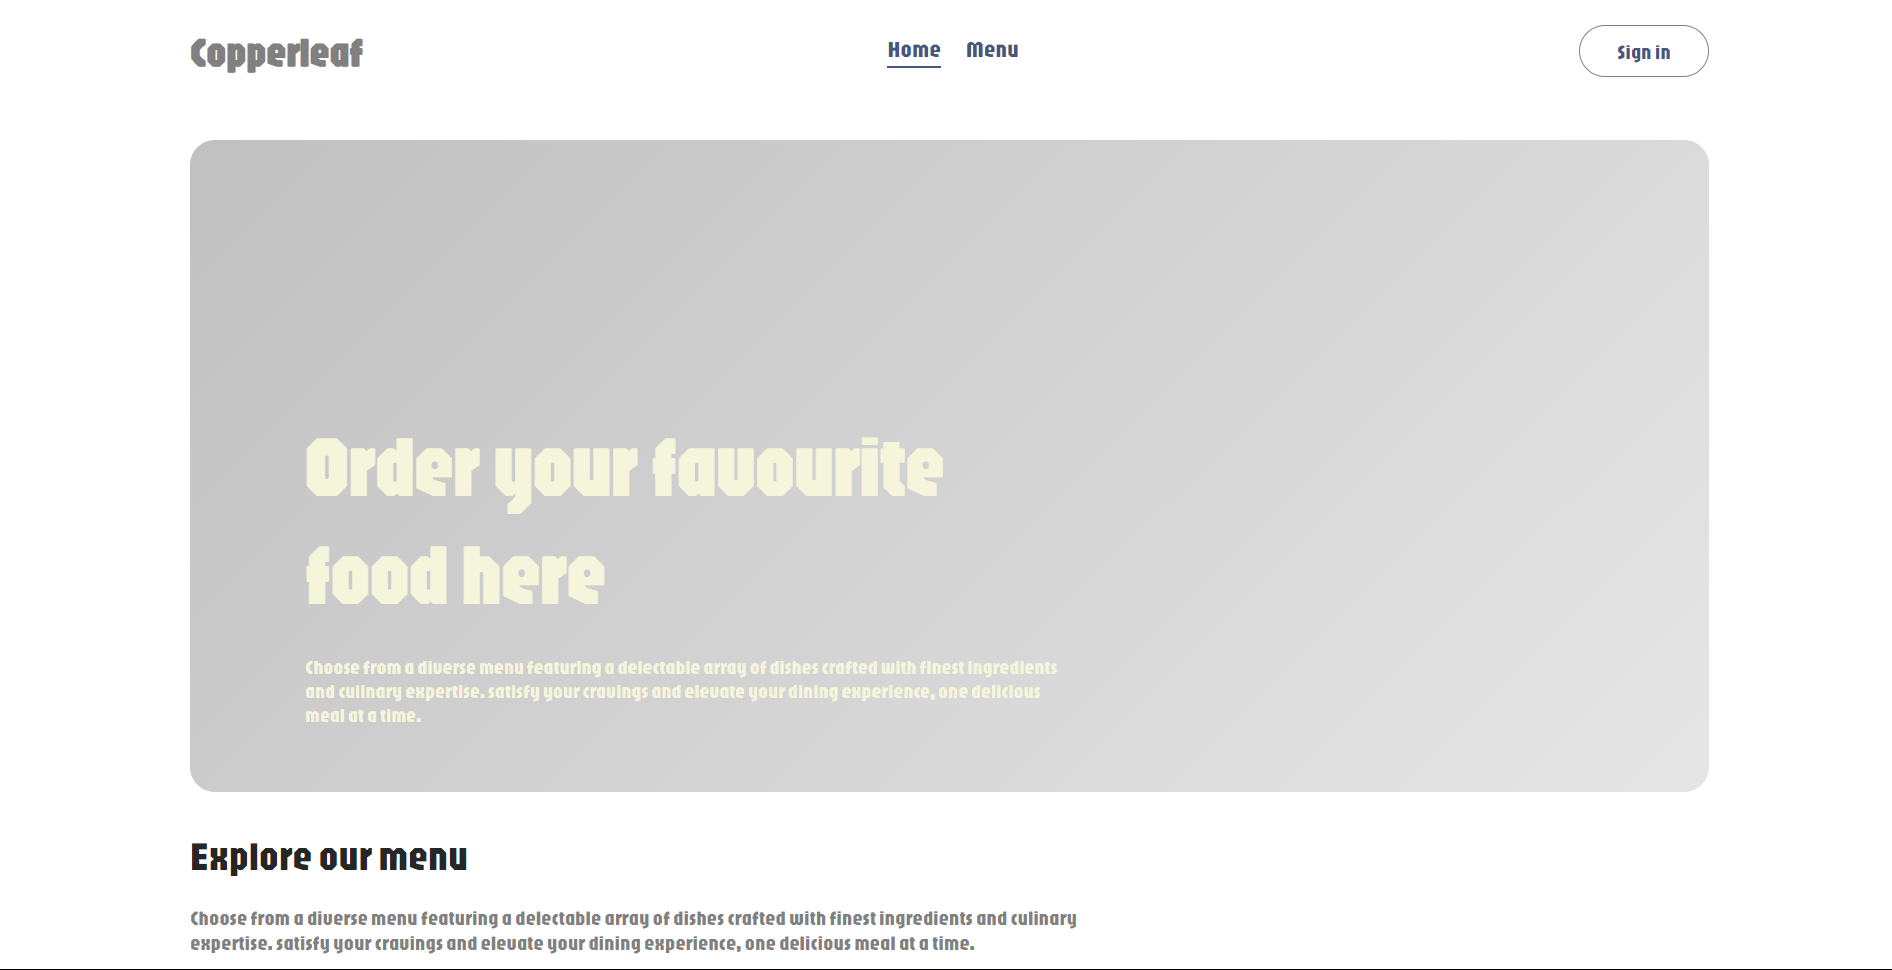 Copperleaf
Home
Menu
Sign in
Order your favourite
food here
Choose from a diverse menu featuring a delectable array of dishes crafted with finest ingredients
and culinary expertise. satisfy your cravings and elevate your dining experience, one delicious
meal at a time.
Explore our menu
Choose from a diverse menu featuring a delectable array of dishes crafted with finest ingredients and culinary
expertise. satisfy your cravings and elevate your dining experience, one delicious meal at a time.